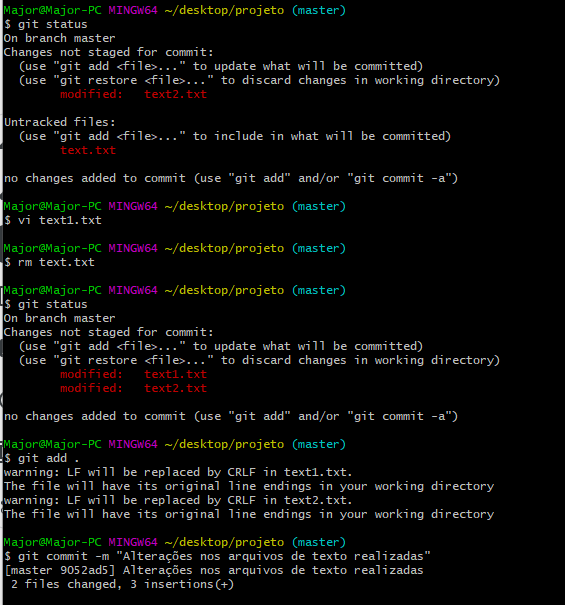 Major@Major-PC MINGW64 ~/desktop/projeto (master)
$ git status
On branch master
Changes not staged for commit:
  (use "git add <file>..." to update what will be committed)
  (use "git restore <file>..." to discard changes in working directory)
        modified:   text2.txt

Untracked files:
  (use "git add <file>..." to include in what will be committed)
        text.txt

no changes added to commit (use "git add" and/or "git commit -a")

Major@Major-PC MINGW64 ~/desktop/projeto (master)
$ vi text1.txt

Major@Major-PC MINGW64 ~/desktop/projeto (master)
$ rm text.txt

Major@Major-PC MINGW64 ~/desktop/projeto (master)
$ git status
On branch master
Changes not staged for commit:
  (use "git add <file>..." to update what will be committed)
  (use "git restore <file>..." to discard changes in working directory)
        modified:   text1.txt
        modified:   text2.txt

no changes added to commit (use "git add" and/or "git commit -a")

Major@Major-PC MINGW64 ~/desktop/projeto (master)
$ git add .
warning: LF will be replaced by CRLF in text1.txt.
The file will have its original line endings in your working directory
warning: LF will be replaced by CRLF in text2.txt.
The file will have its original line endings in your working directory

Major@Major-PC MINGW64 ~/desktop/projeto (master)
$ git commit -m "Alterações nos arquivos de texto realizadas"
[master 9052ad5] Alterações nos arquivos de texto realizadas
 2 files changed, 3 insertions(+)